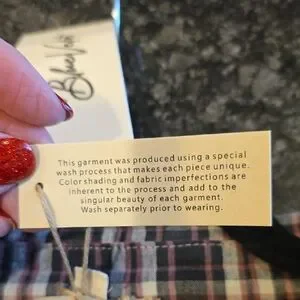 This garment was produced using a special
wash process that makes each piece unique.
Color shading and fabric imperfections are
inherent to the process and add to the
singular beauty of each garment.
Wash separately prior to wearing.